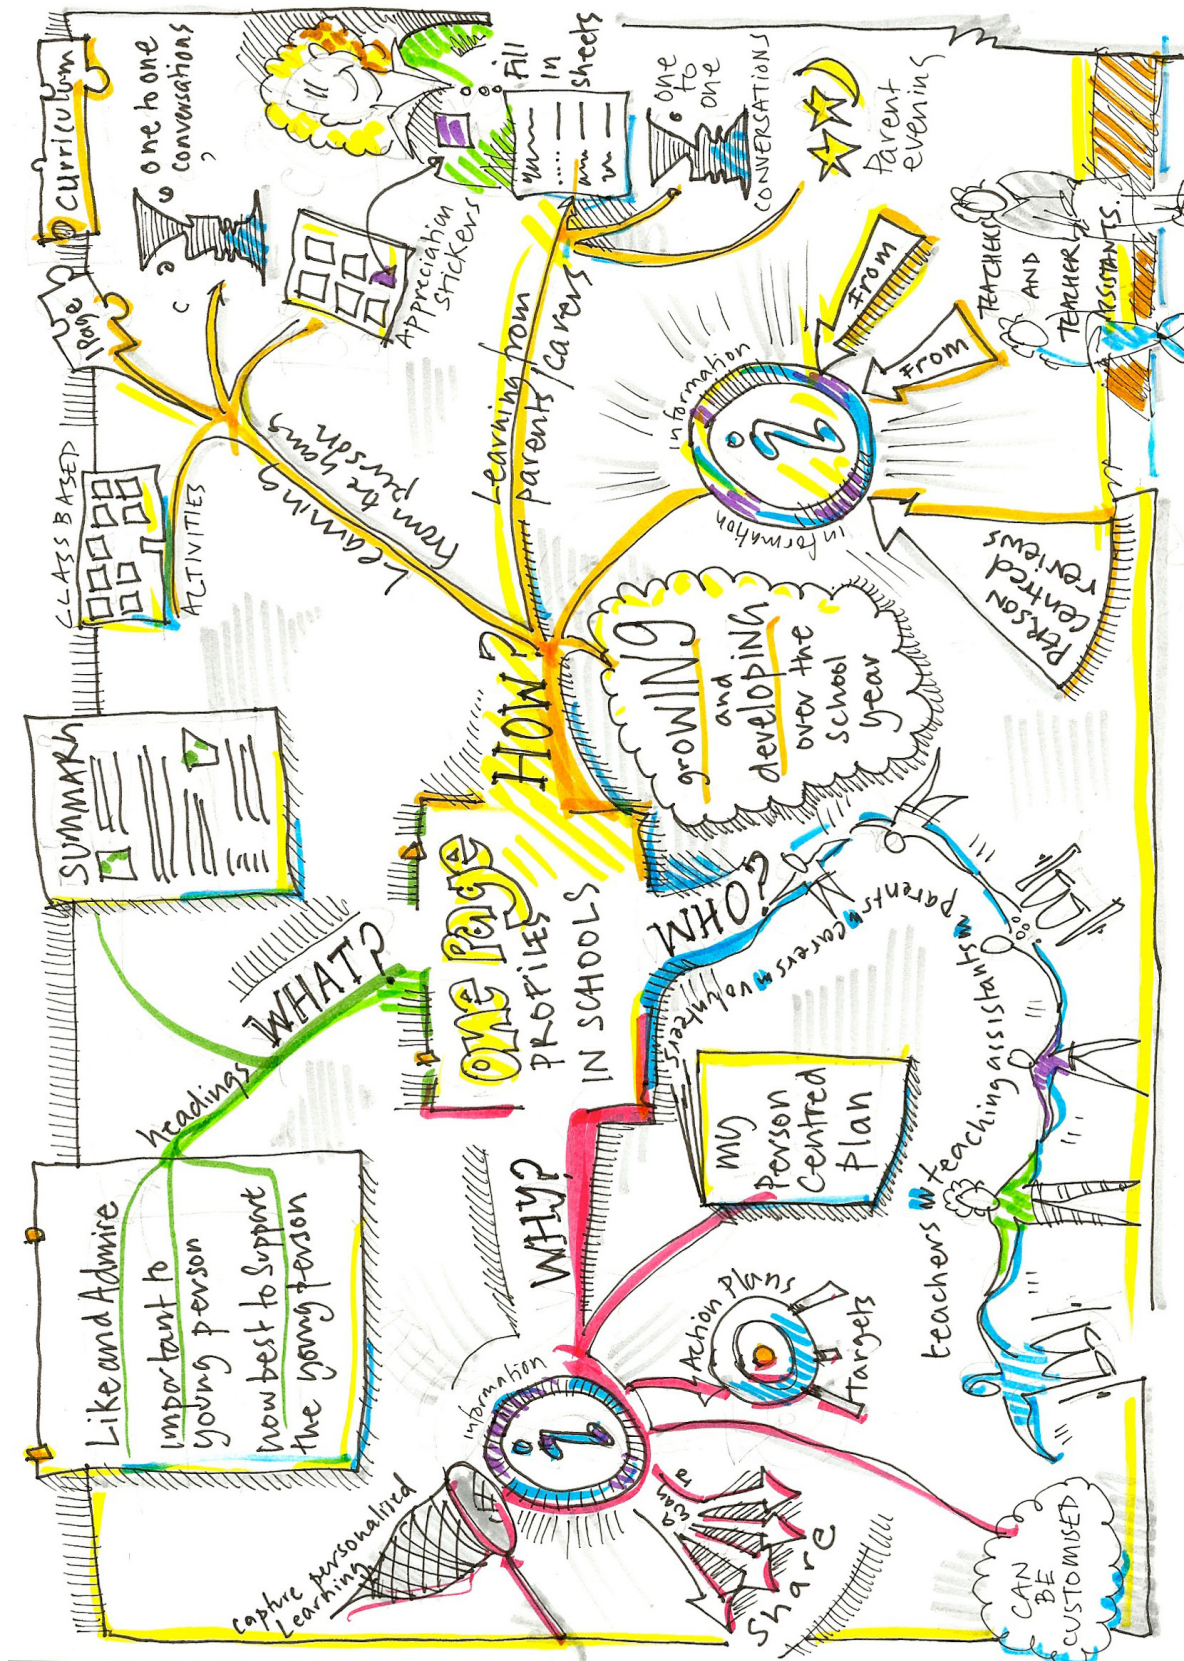 ONE Page
PROFILES
IN SCHOOLS
WHAT?
headings
Like and Admire
important to
young person
how best to Support
the young person
SUMMARY
HOW?
Learning
from the young
person
CLASS BASED
ACTIVITIES
1 Page
Curriculum
one to one
conversations
Appreciation
stickers
Learning from
parents/carers
Fill
in
sheets
one
to
one
CONVERSATIONS
Parent
evening
information
information
From
From
TEACHERS
AND
TEACHER
ASSISTANTS.
PERSON
centred
reviews
growing
and
developing
over the
school
year
WHO?
teachers teaching assistants parents carers volunteers
WHY?
information
my
Person
Centred
plan
Action Plans
Targets
CAN
BE
CUSTOMISED
a way to
Share
capture personalised
Learning